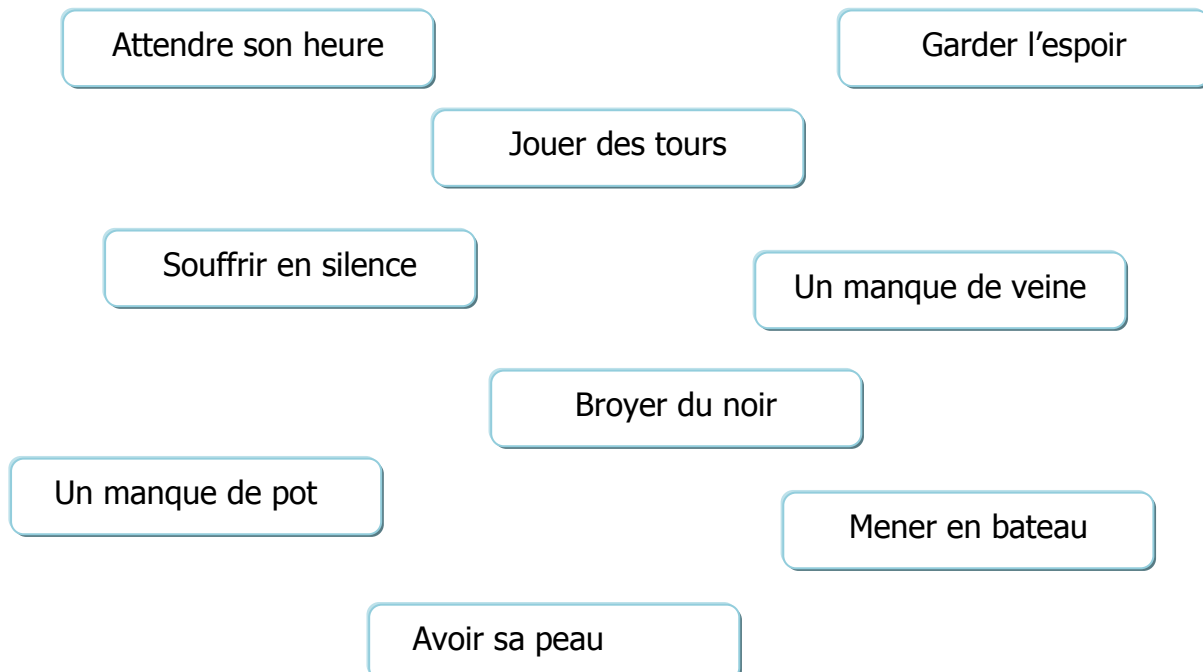 Attendre son heure
Garder l’espoir
Jouer des tours
Souffrir en silence
Un manque de veine
Broyer du noir
Un manque de pot
Mener en bateau
Avoir sa peau